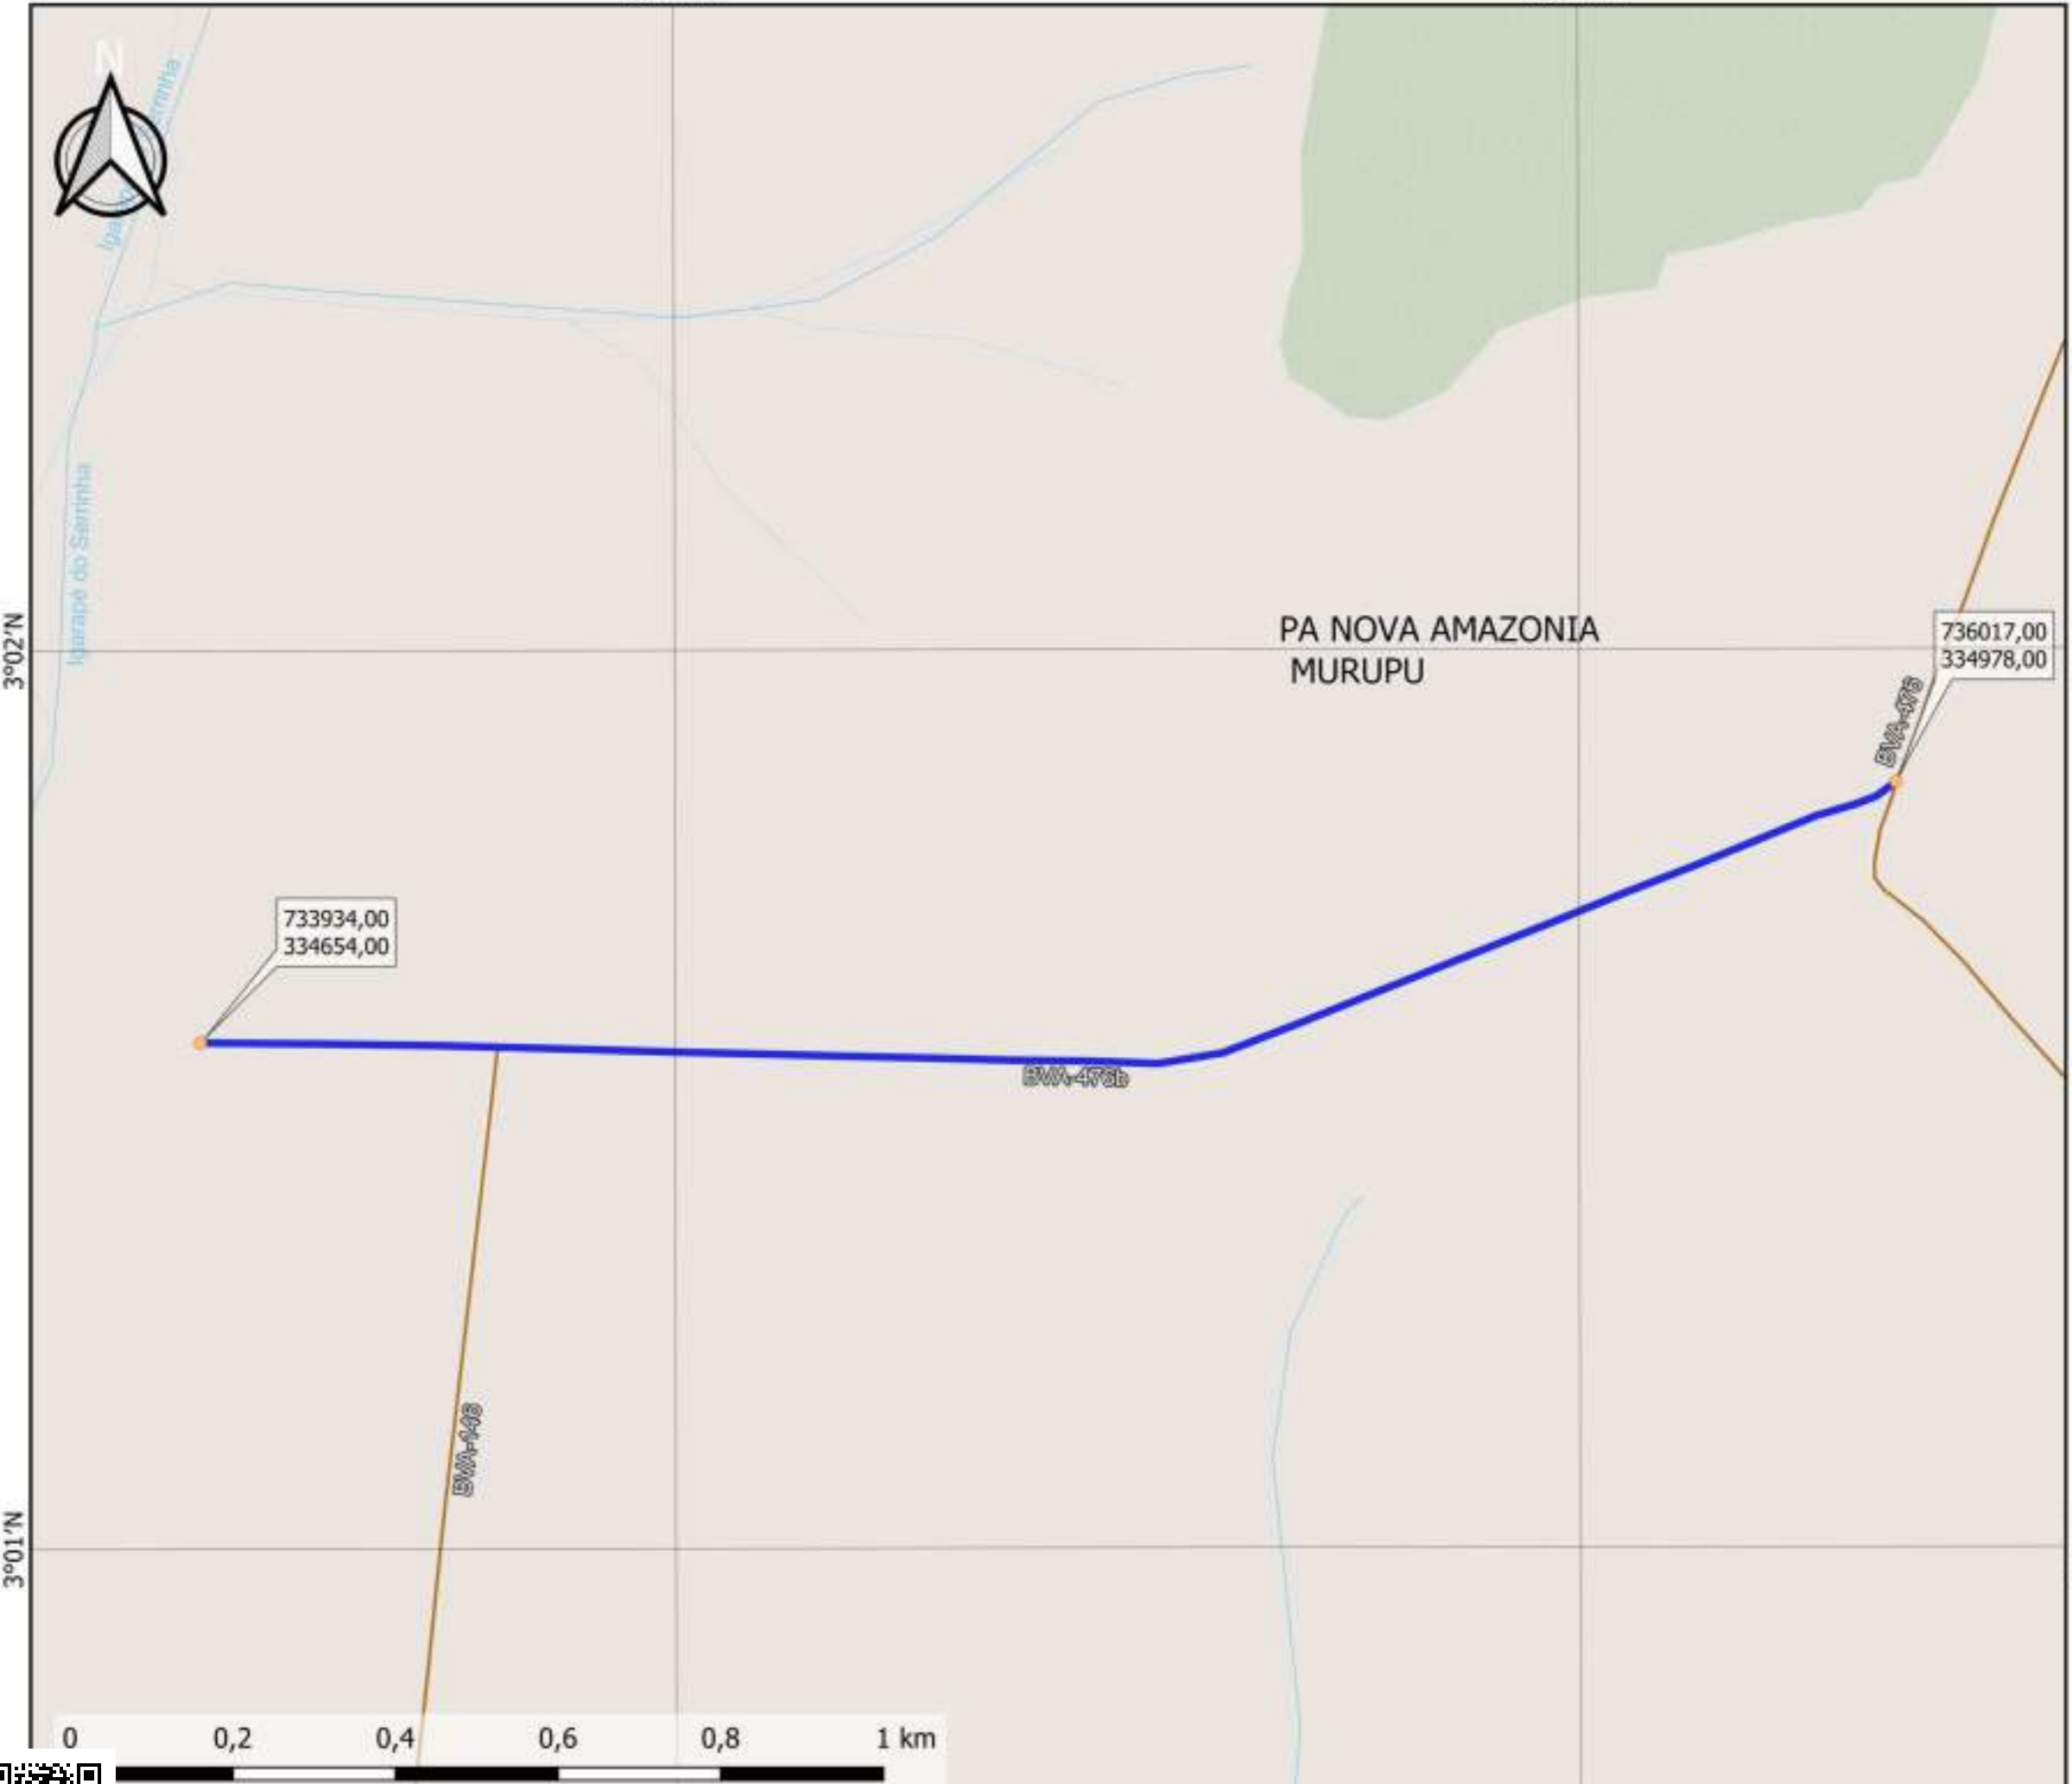 N
Igarapé do Serrinha
3°02'N
PA NOVA AMAZONIA
MURUPU
736017,00
334978,00
BVA-476
733934,00
334654,00
BVA-476b
BVA-146
3°01'N
0 0,2 0,4 0,6 0,8 1 km